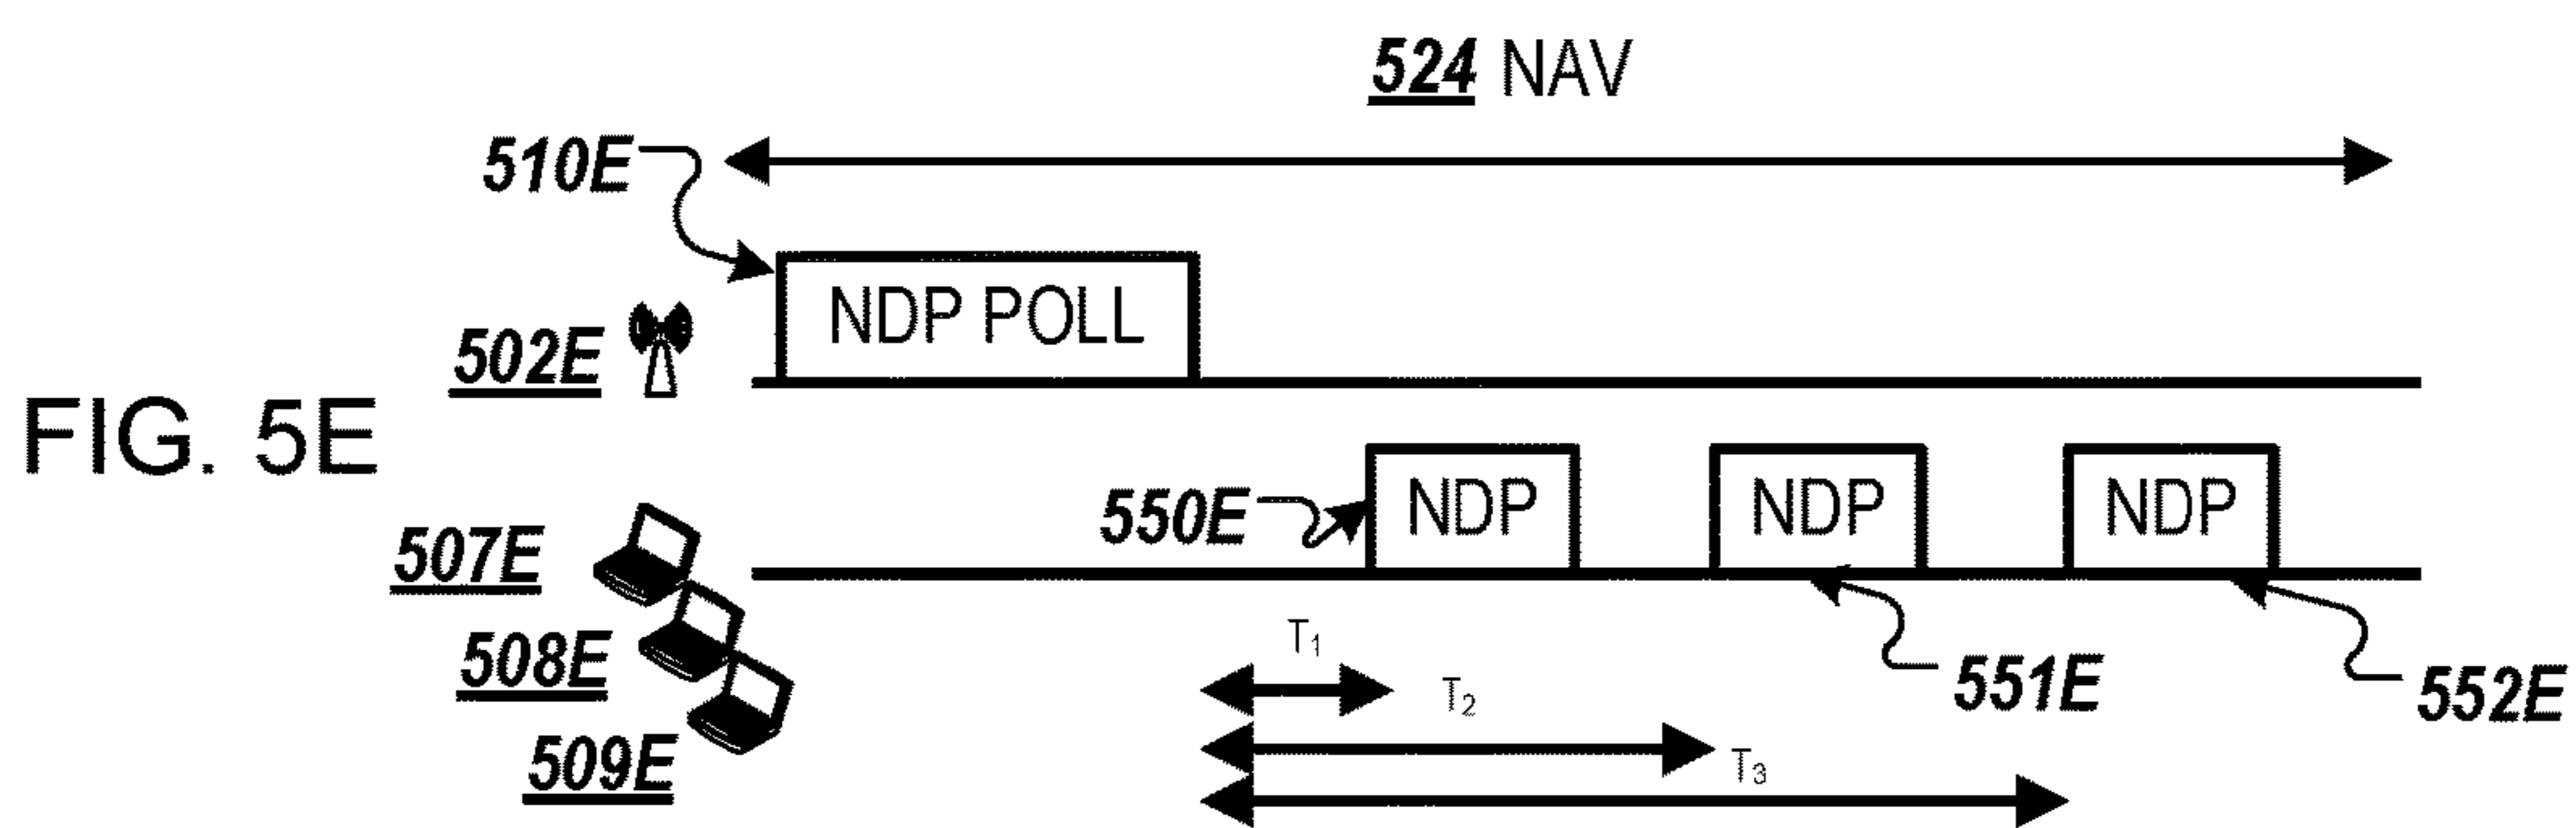 524 NAV
510E
NDP POLL
502E
FIG. 5E
550E
NDP
NDP
NDP
507E
508E
509E
T₁
T₂
T₃
551E
552E